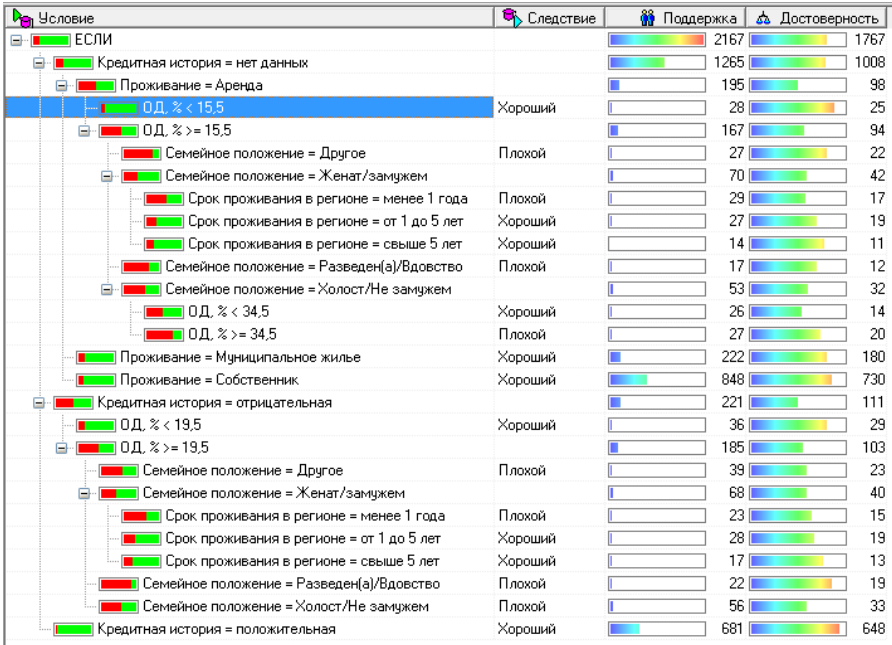 Условие Следствие Поддержка Достоверность
ЕСЛИ 2167 1767
Кредитная история = нет данных 1265 1008
Проживание = Аренда 195 98
ОД, % < 15,5 Хороший 28 25
ОД, % >= 15,5 167 94
Семейное положение = Другое Плохой 27 22
Семейное положение = Женат/замужем 70 42
Срок проживания в регионе = менее 1 года Плохой 29 17
Срок проживания в регионе = от 1 до 5 лет Хороший 27 19
Срок проживания в регионе = свыше 5 лет Хороший 14 11
Семейное положение = Разведен(а)/Вдовство Плохой 17 12
Семейное положение = Холост/Не замужем 53 32
ОД, % < 34,5 Хороший 26 14
ОД, % >= 34,5 Плохой 27 20
Проживание = Муниципальное жилье Хороший 222 180
Проживание = Собственник Хороший 848 730
Кредитная история = отрицательная 221 111
ОД, % < 19,5 Хороший 36 29
ОД, % >= 19,5 185 103
Семейное положение = Другое Плохой 39 23
Семейное положение = Женат/замужем 68 40
Срок проживания в регионе = менее 1 года Плохой 23 15
Срок проживания в регионе = от 1 до 5 лет Хороший 28 19
Срок проживания в регионе = свыше 5 лет Хороший 17 13
Семейное положение = Разведен(а)/Вдовство Плохой 22 19
Семейное положение = Холост/Не замужем Плохой 56 33
Кредитная история = положительная Хороший 681 648